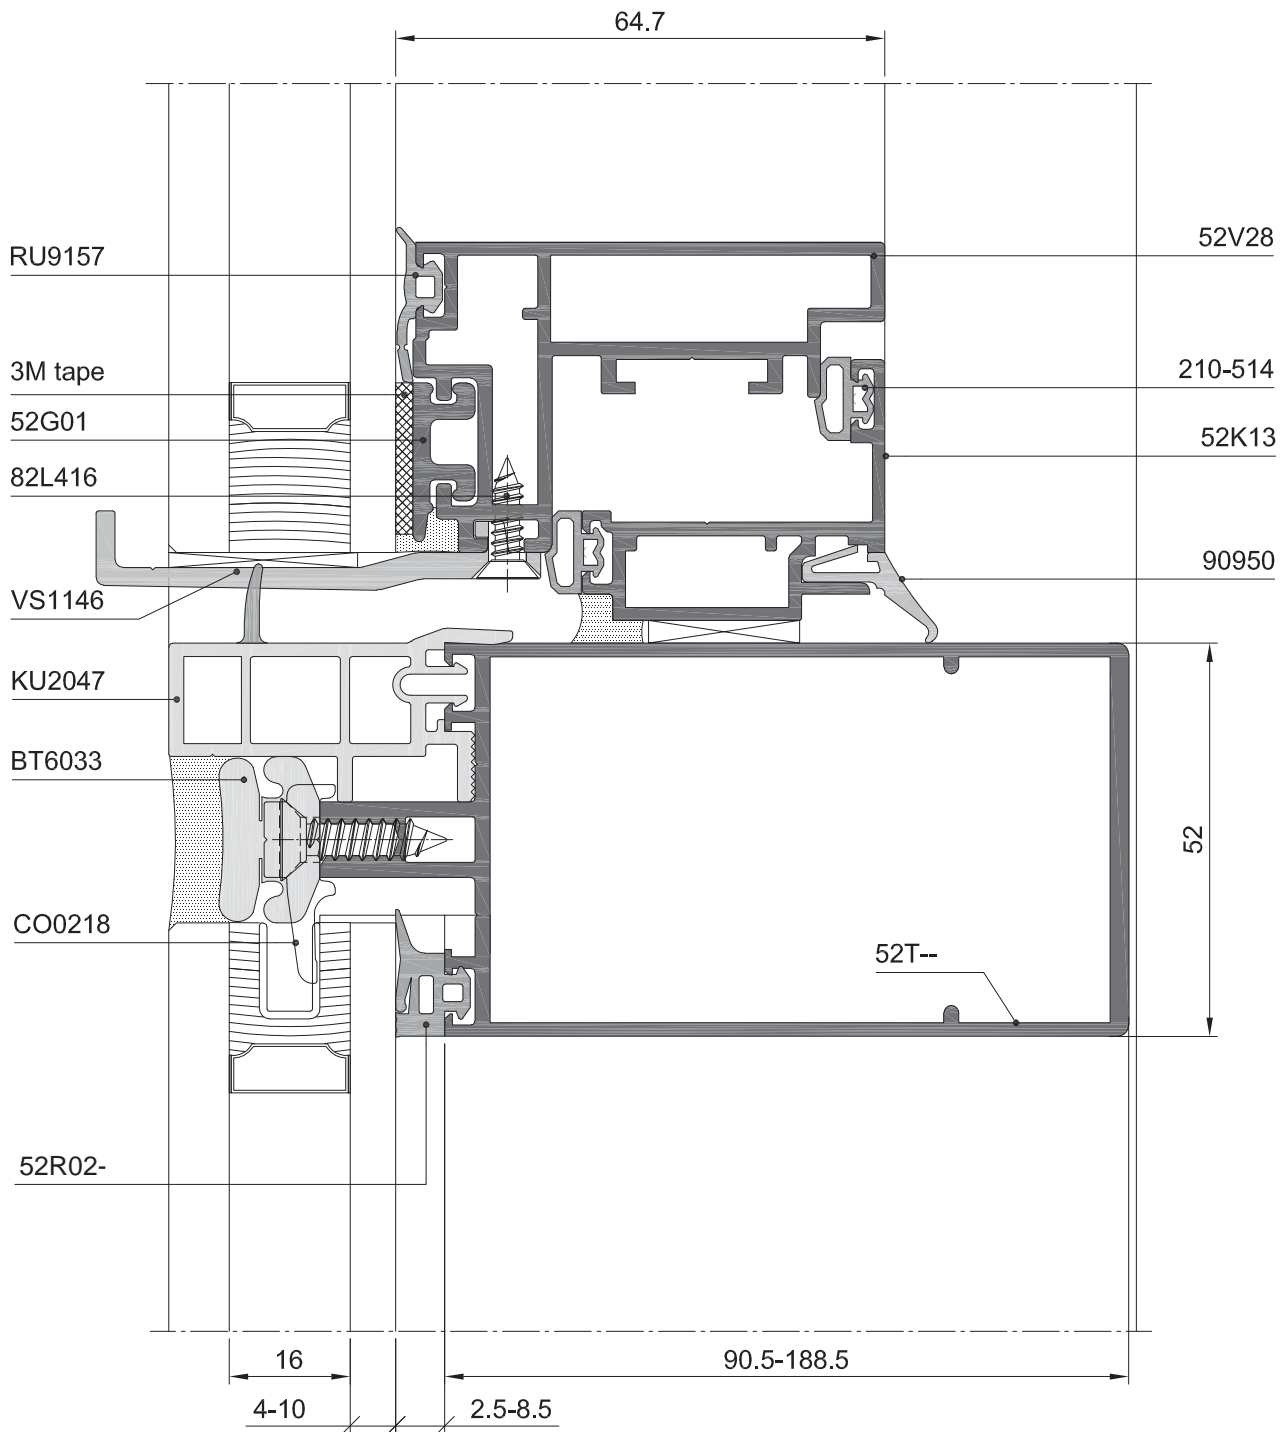 64.7
RU9157
52V28
3M tape
210-514
52G01
52K13
82L416
90950
VS1146
KU2047
BT6033
52
CO0218
52T--
52R02-
16
90.5-188.5
4-10
2.5-8.5